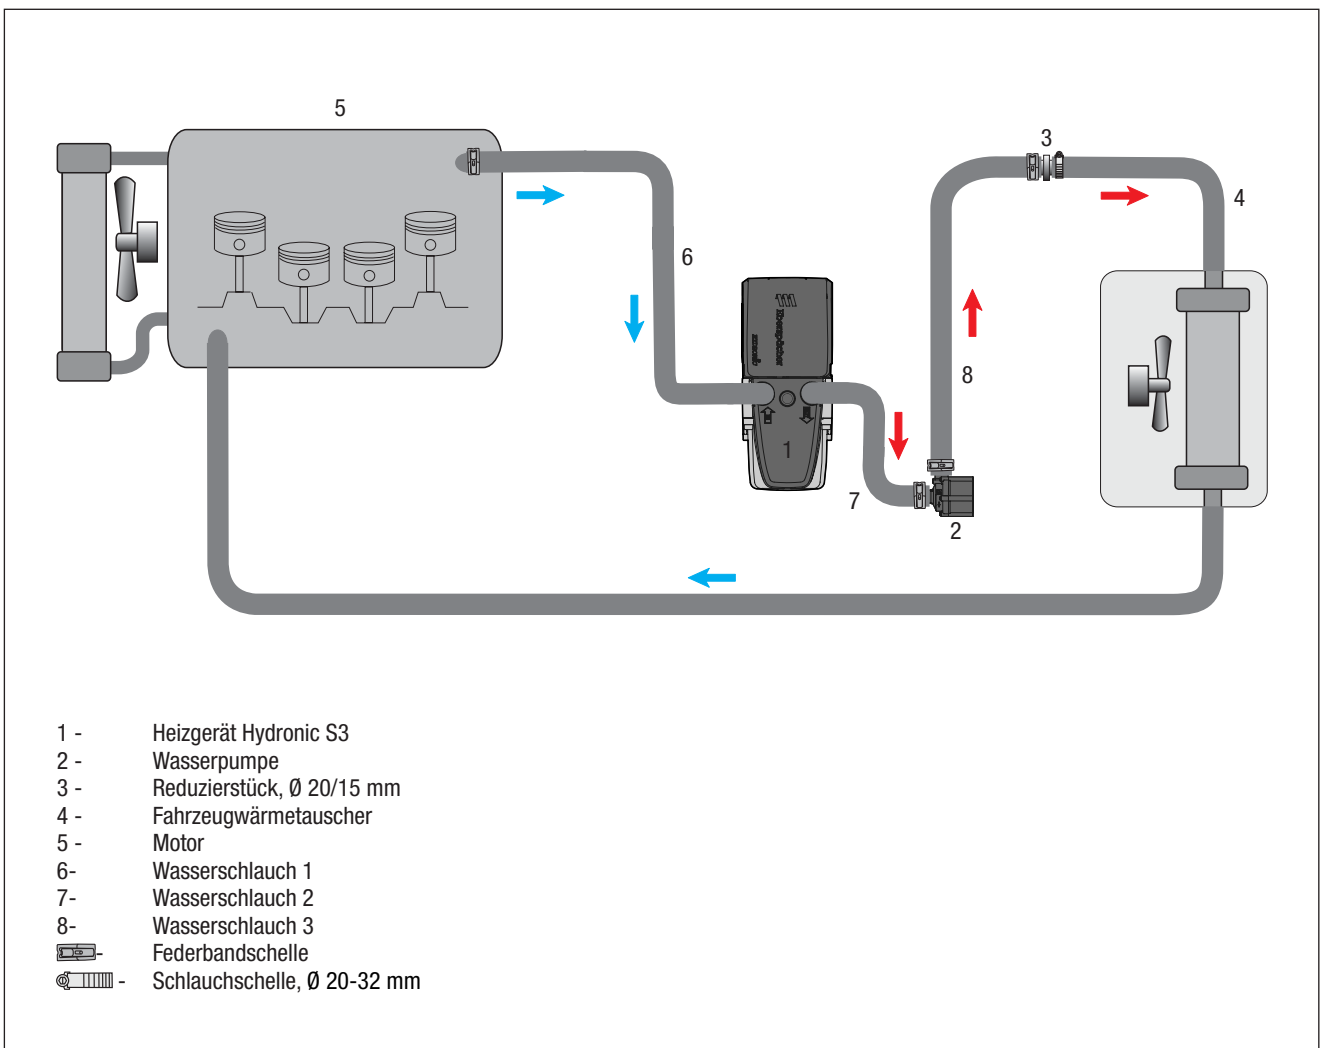 5
3
4
6
8
Eberspächer
1
7
2
1 - Heizgerät Hydronic S3
2 - Wasserpumpe
3 - Reduzierstück, Ø 20/15 mm
4 - Fahrzeugwärmetauscher
5 - Motor
6- Wasserschlauch 1
7- Wasserschlauch 2
8- Wasserschlauch 3
- Federbandschelle
- Schlauchschelle, Ø 20-32 mm